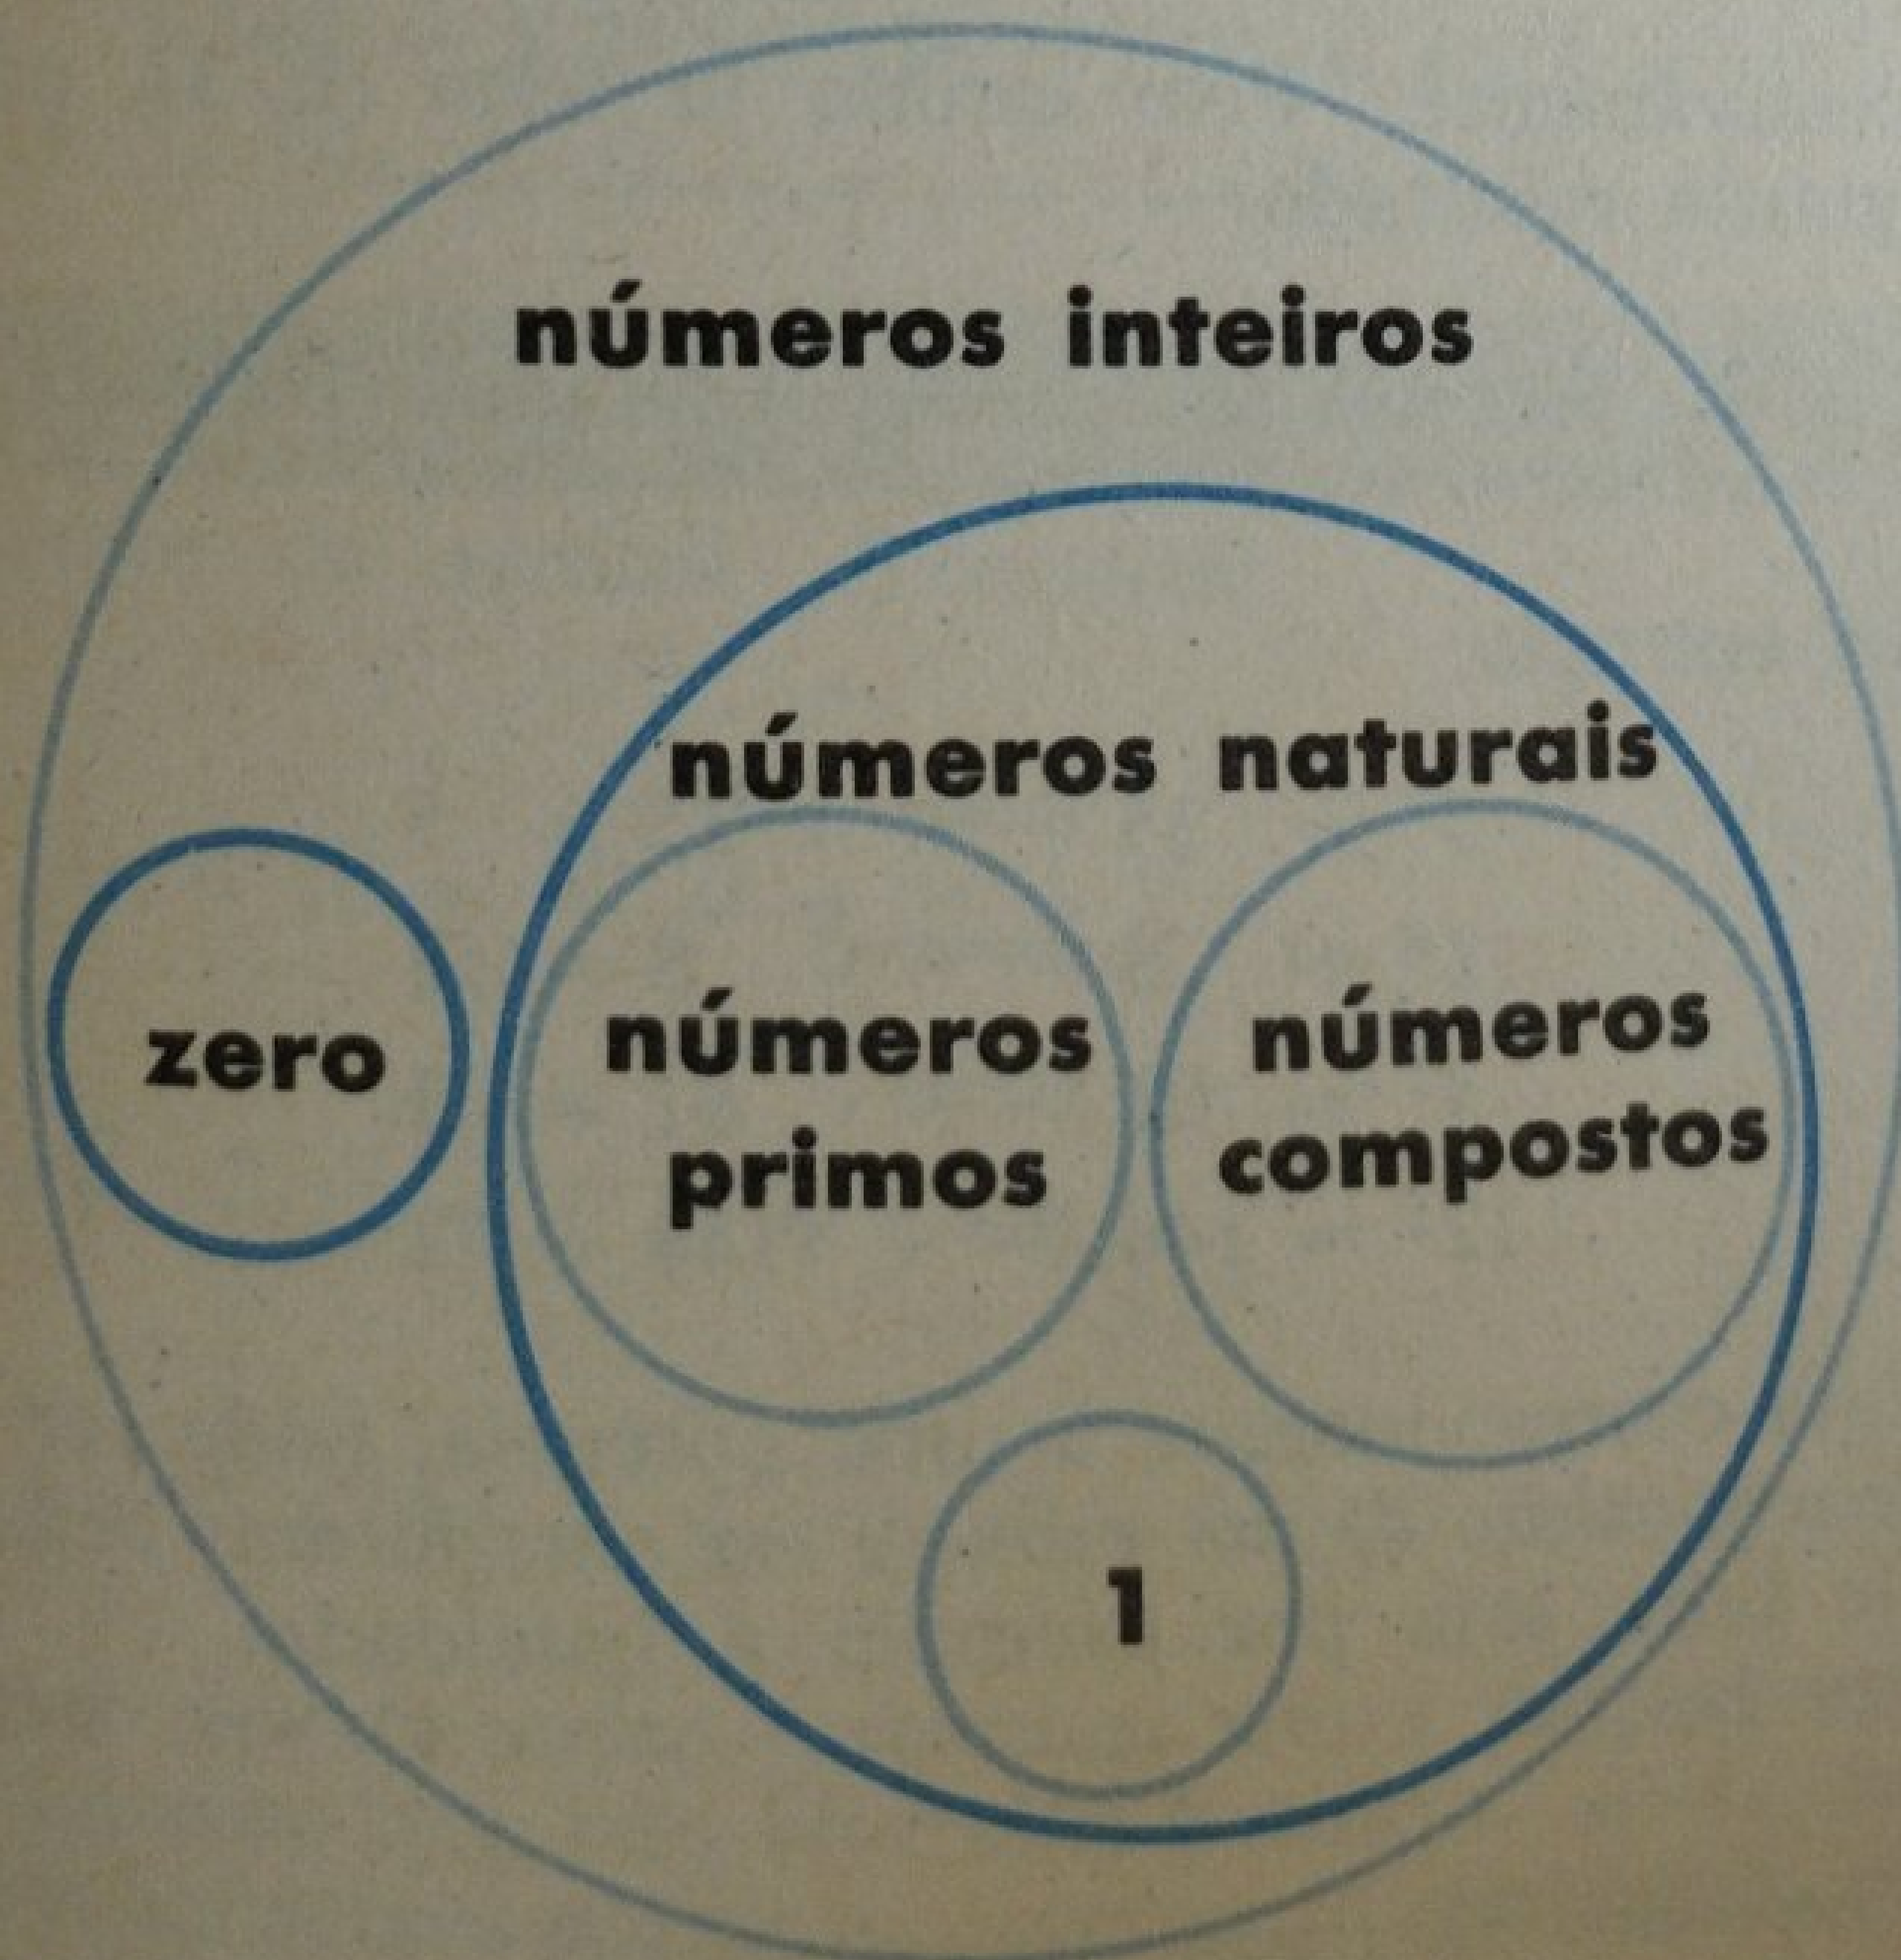 números inteiros
números naturais
zero
números
primos
números
compostos
1